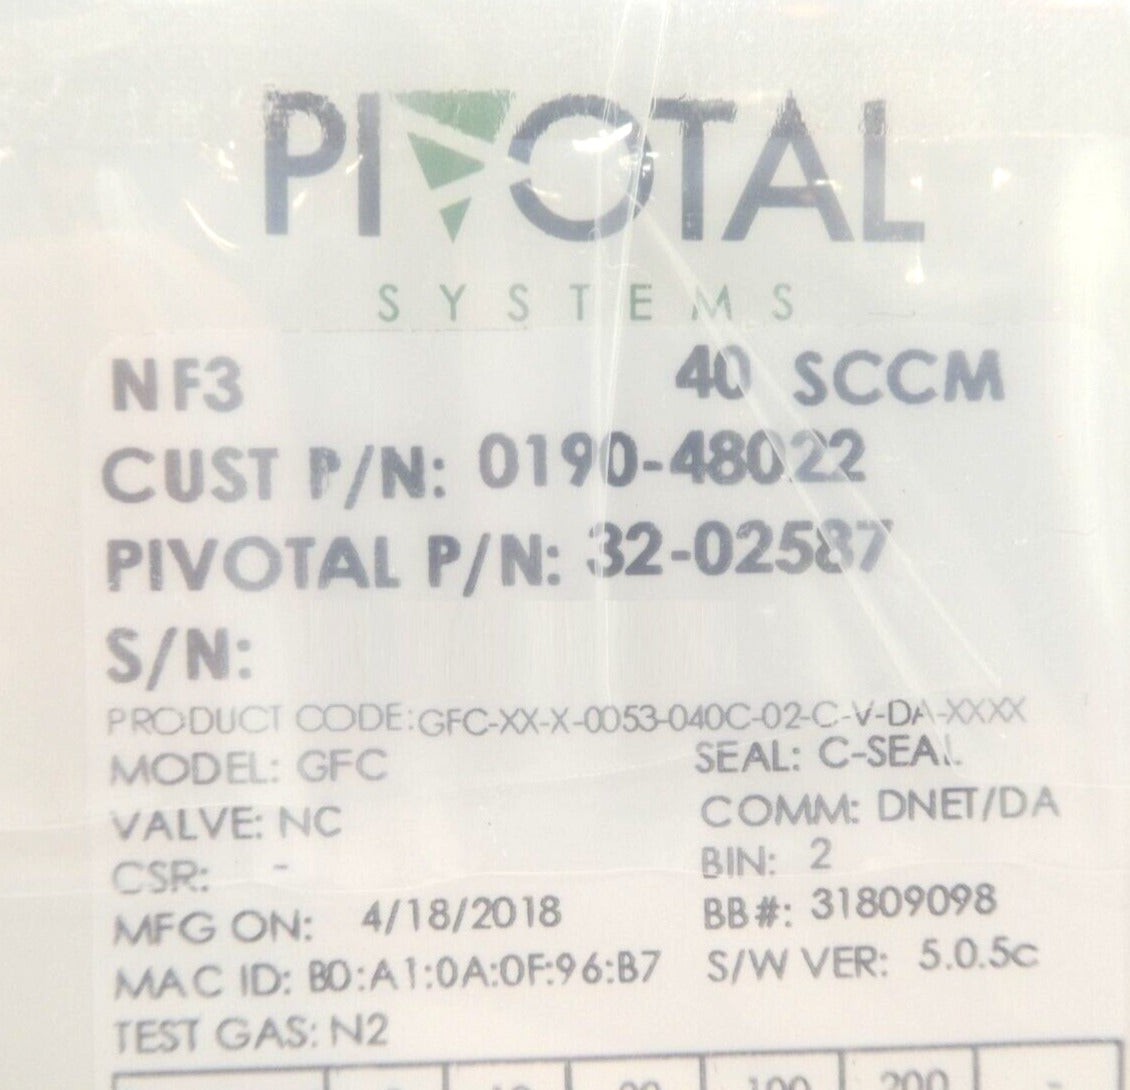 PIVOTAL
SYSTEMS
NF3 40 SCCM
CUST P/N: 0190-48022
PIVOTAL P/N: 32-02587
S/N:
PRODUCT CODE: GFC-XX-X-0053-040C-02-C-V-DA-XXXX
MODEL: GFC SEAL: C-SEAL
VALVE: NC COMM: DNET/DA
CSR: - BIN: 2
MFG ON: 4/18/2018 BB#: 31809098
MAC ID: B0:A1:0A:0F:96:B7 S/W VER: 5.0.5c
TEST GAS: N2
200